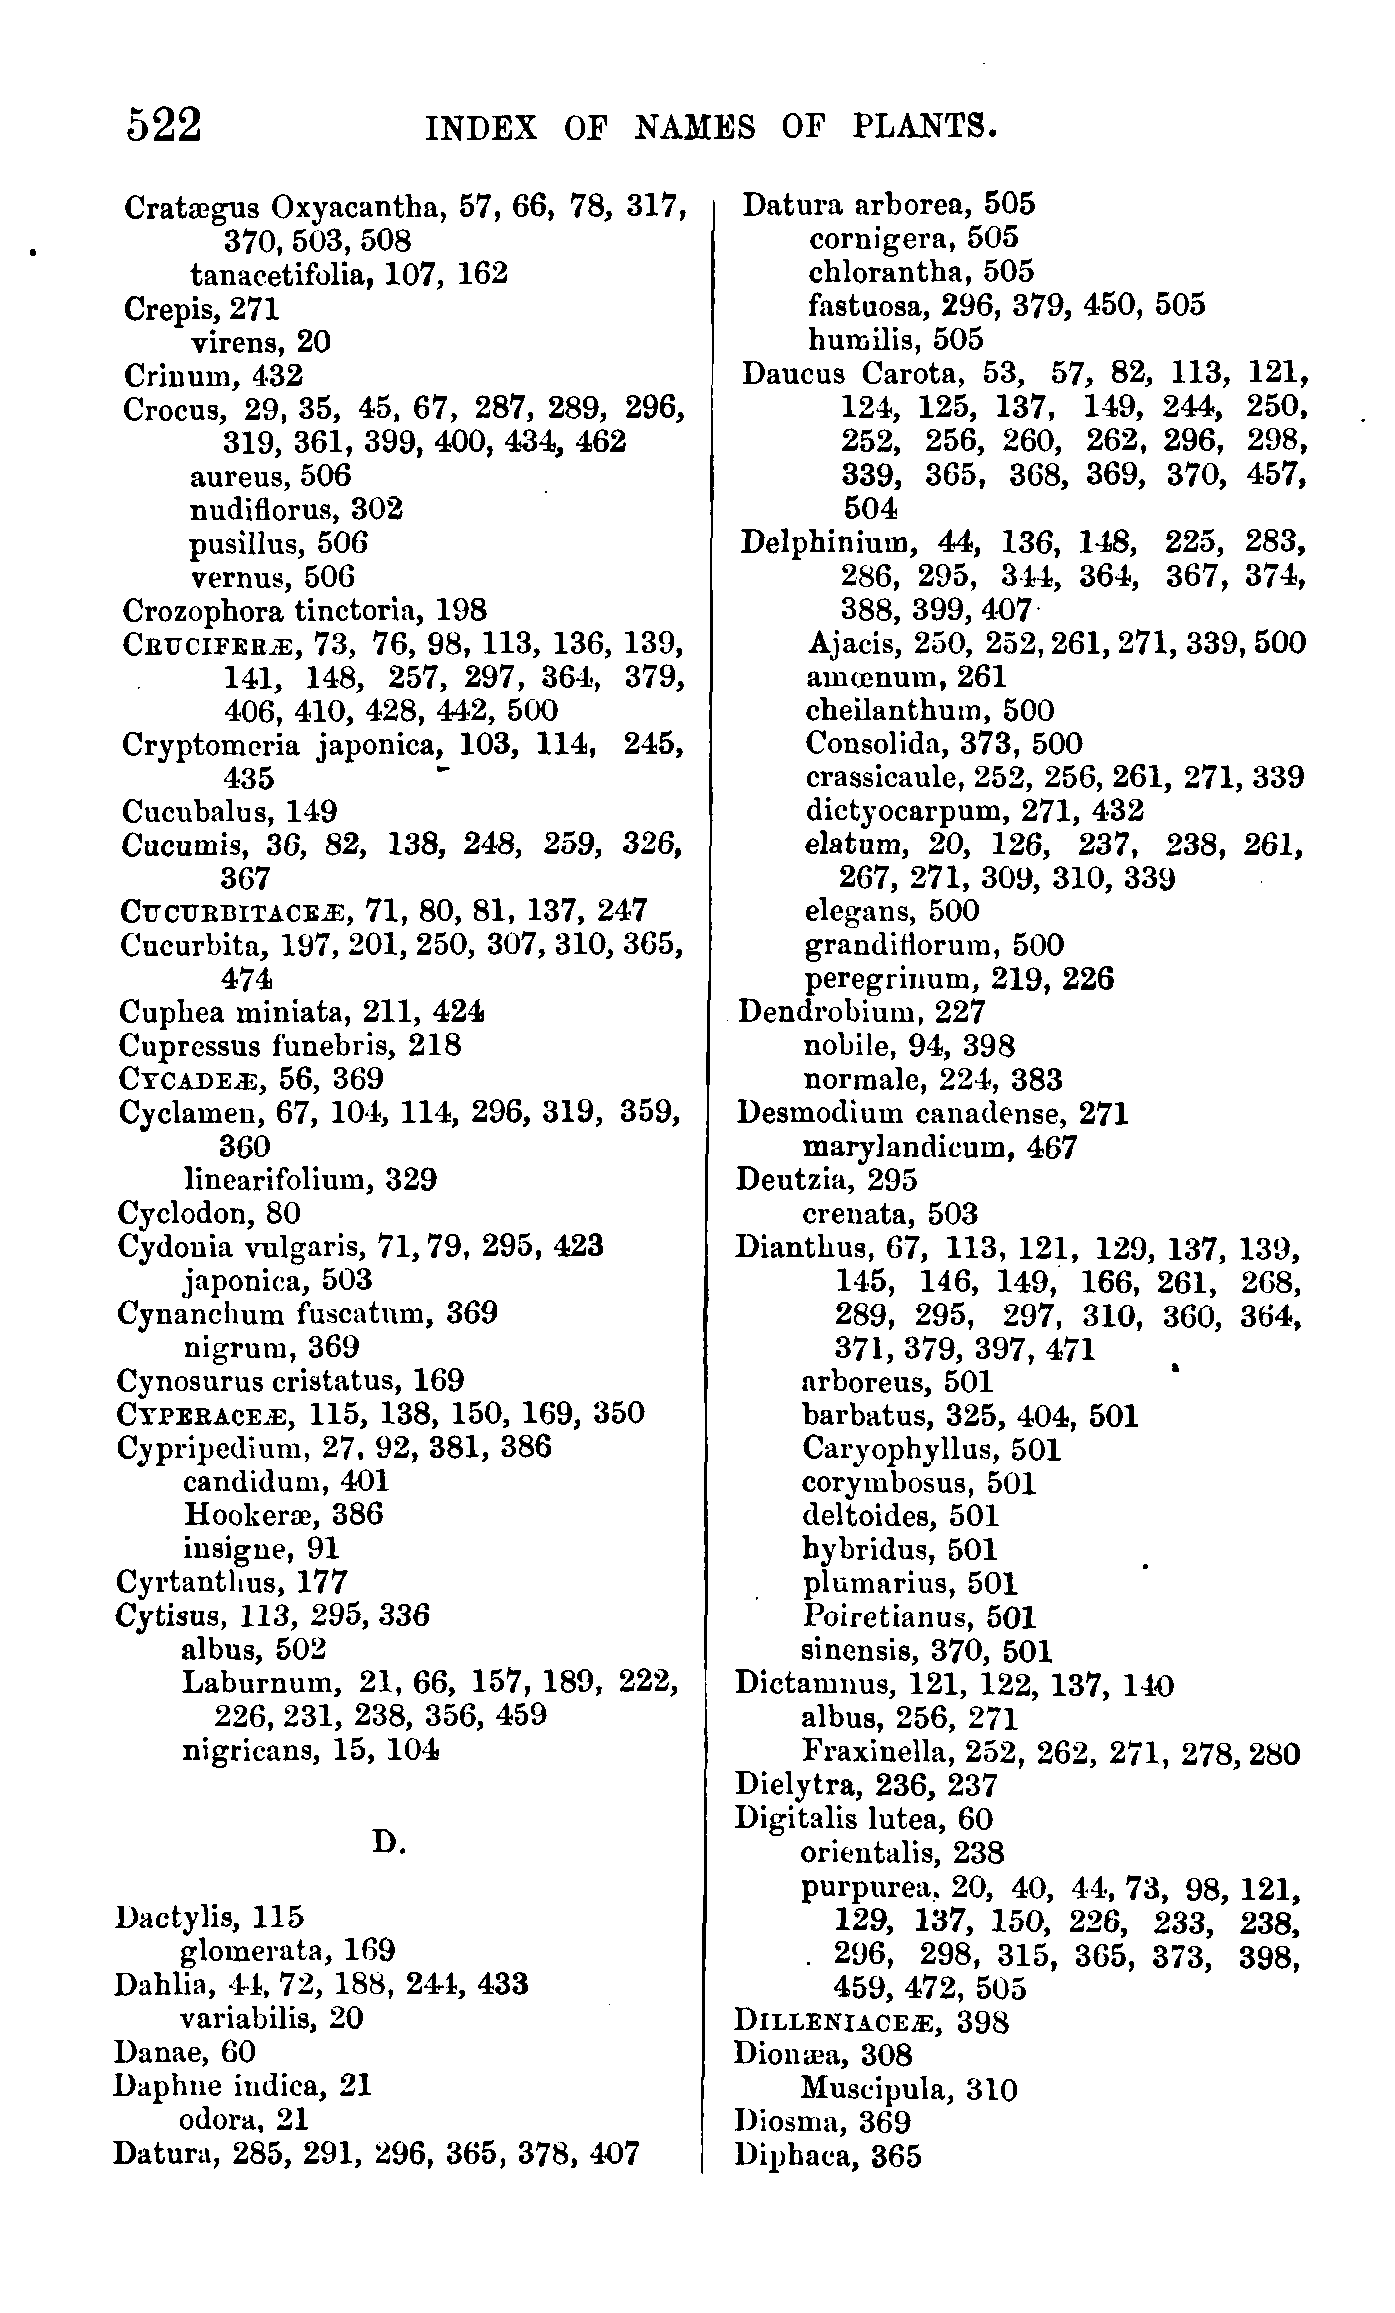 522 INDEX OF NAMES OF PLANTS.
Cratægus Oxyacantha, 57, 66, 78, 317,
370, 503, 508
tanacetifolia, 107, 162
Crepis, 271
virens, 20
Crinum, 432
Crocus, 29, 35, 45, 67, 287, 289, 296,
319, 361, 399, 400, 434, 462
aureus, 506
nudiflorus, 302
pusillus, 506
vernus, 506
Crozophora tinctoria, 198
CRUCIFERÆ, 73, 76, 98, 113, 136, 139,
141, 148, 257, 297, 364, 379,
406, 410, 428, 442, 500
Cryptomeria japonica, 103, 114, 245,
435
Cucubalus, 149
Cucumis, 36, 82, 138, 248, 259, 326,
367
CUCURBITACEÆ, 71, 80, 81, 137, 247
Cucurbita, 197, 201, 250, 307, 310, 365,
474
Cuphea miniata, 211, 424
Cupressus funebris, 218
CYCADEÆ, 56, 369
Cyclamen, 67, 104, 114, 296, 319, 359,
360
linearifolium, 329
Cyclodon, 80
Cydonia vulgaris, 71, 79, 295, 423
japonica, 503
Cynanchum fuscatum, 369
nigrum, 369
Cynosurus cristatus, 169
CYPERACEÆ, 115, 138, 150, 169, 350
Cypripedium, 27, 92, 381, 386
candidum, 401
Hookeræ, 386
insigne, 91
Cyrtanthus, 177
Cytisus, 113, 295, 336
albus, 502
Laburnum, 21, 66, 157, 189, 222,
226, 231, 238, 356, 459
nigricans, 15, 104
D.
Dactylis, 115
glomerata, 169
Dahlia, 44, 72, 188, 244, 433
variabilis, 20
Danae, 60
Daphne indica, 21
odora, 21
Datura, 285, 291, 296, 365, 378, 407
Datura arborea, 505
cornigera, 505
chlorantha, 505
fastuosa, 296, 379, 450, 505
humilis, 505
Daucus Carota, 53, 57, 82, 113, 121,
124, 125, 137, 149, 244, 250,
252, 256, 260, 262, 296, 298,
339, 365, 368, 369, 370, 457,
504
Delphinium, 44, 136, 148, 225, 283,
286, 295, 344, 364, 367, 374,
388, 399, 407
Ajacis, 250, 252, 261, 271, 339, 500
amœnum, 261
cheilanthum, 500
Consolida, 373, 500
crassicaule, 252, 256, 261, 271, 339
dictyocarpum, 271, 432
elatum, 20, 126, 237, 238, 261,
267, 271, 309, 310, 339
elegans, 500
grandiflorum, 500
peregrinum, 219, 226
Dendrobium, 227
nobile, 94, 398
normale, 224, 383
Desmodium canadense, 271
marylandicum, 467
Deutzia, 295
crenata, 503
Dianthus, 67, 113, 121, 129, 137, 139,
145, 146, 149, 166, 261, 268,
289, 295, 297, 310, 360, 364,
371, 379, 397, 471
arboreus, 501
barbatus, 325, 404, 501
Caryophyllus, 501
corymbosus, 501
deltoides, 501
hybridus, 501
plumarius, 501
Poiretianus, 501
sinensis, 370, 501
Dictamnus, 121, 122, 137, 140
albus, 256, 271
Fraxinella, 252, 262, 271, 278, 280
Dielytra, 236, 237
Digitalis lutea, 60
orientalis, 238
purpurea, 20, 40, 44, 73, 98, 121,
129, 137, 150, 226, 233, 238,
296, 298, 315, 365, 373, 398,
459, 472, 505
DILLENIACEÆ, 398
Dionæa, 308
Muscipula, 310
Diosma, 369
Diphaca, 365